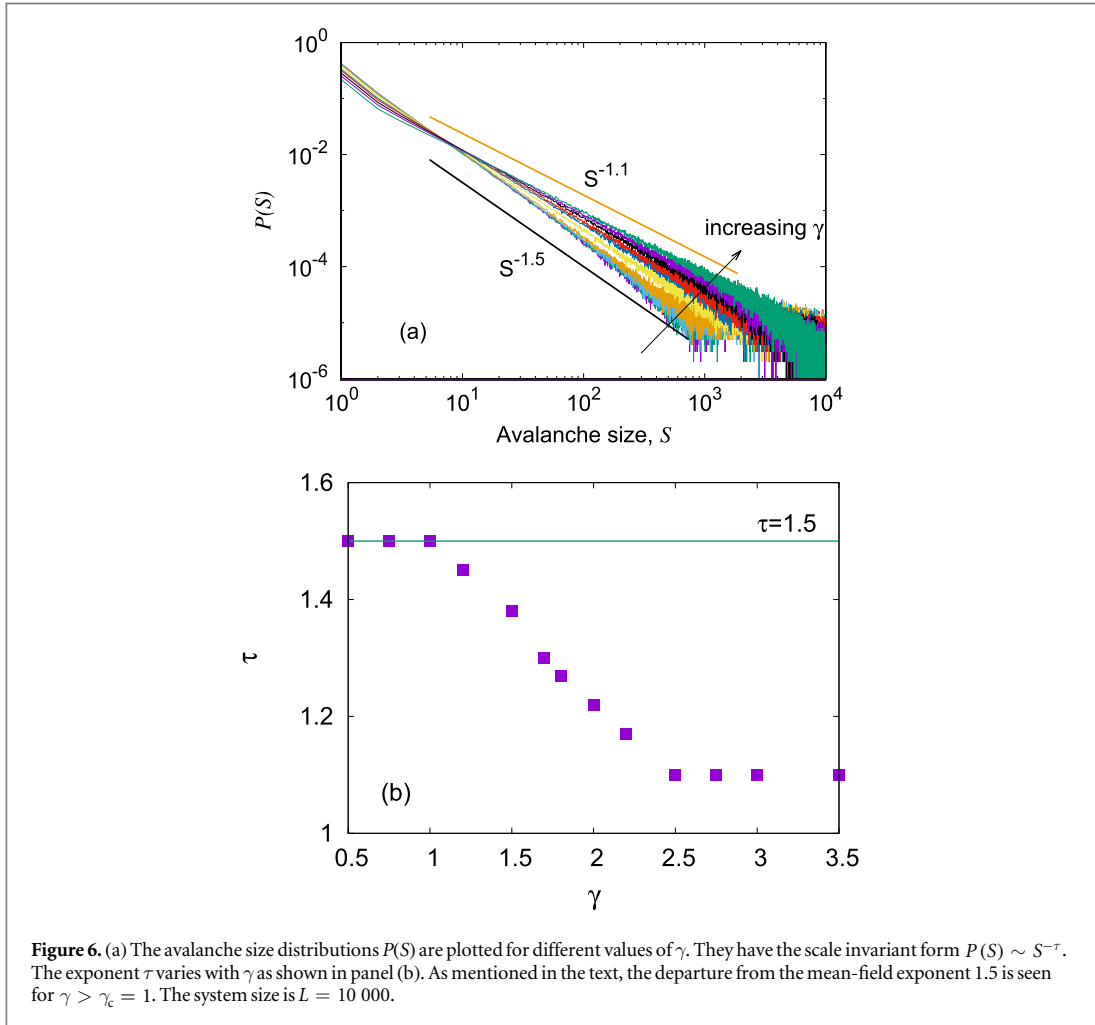 10^0
10^-2
10^-4
10^-6
P(S)
S^-1.1
increasing γ
S^-1.5
(a)
10^0 10^1 10^2 10^3 10^4
Avalanche size, S
1.6
τ=1.5
1.4
τ
1.2
(b)
1
0.5 1 1.5 2 2.5 3 3.5
γ
Figure 6. (a) The avalanche size distributions P(S) are plotted for different values of γ. They have the scale invariant form P(S) ~ S^-τ.
The exponent τ varies with γ as shown in panel (b). As mentioned in the text, the departure from the mean-field exponent 1.5 is seen
for γ > γ_c = 1. The system size is L = 10 000.